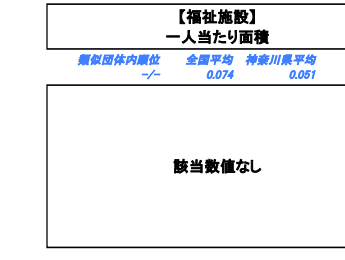 【福祉施設】
一人当たり面積
類似団体内順位 全国平均 神奈川県平均
-/- 0.074 0.051
該当数値なし